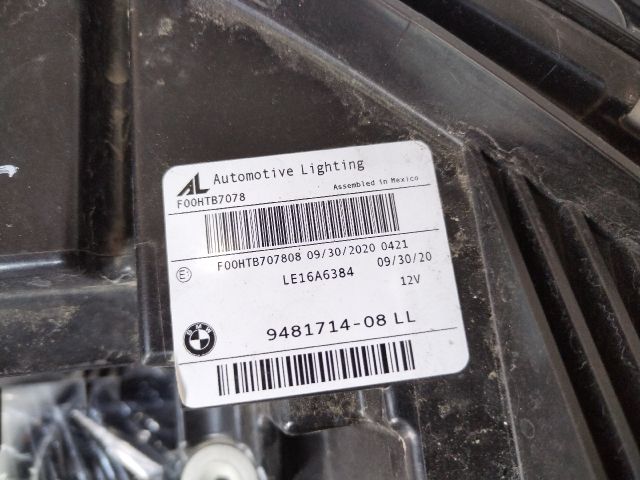 AL Automotive Lighting
F00HTB7078 Assembled in Mexico
F00HTB707808 09/30/2020 0421
LE16A6384 09/30/20
12V
BMW
9481714-08 LL